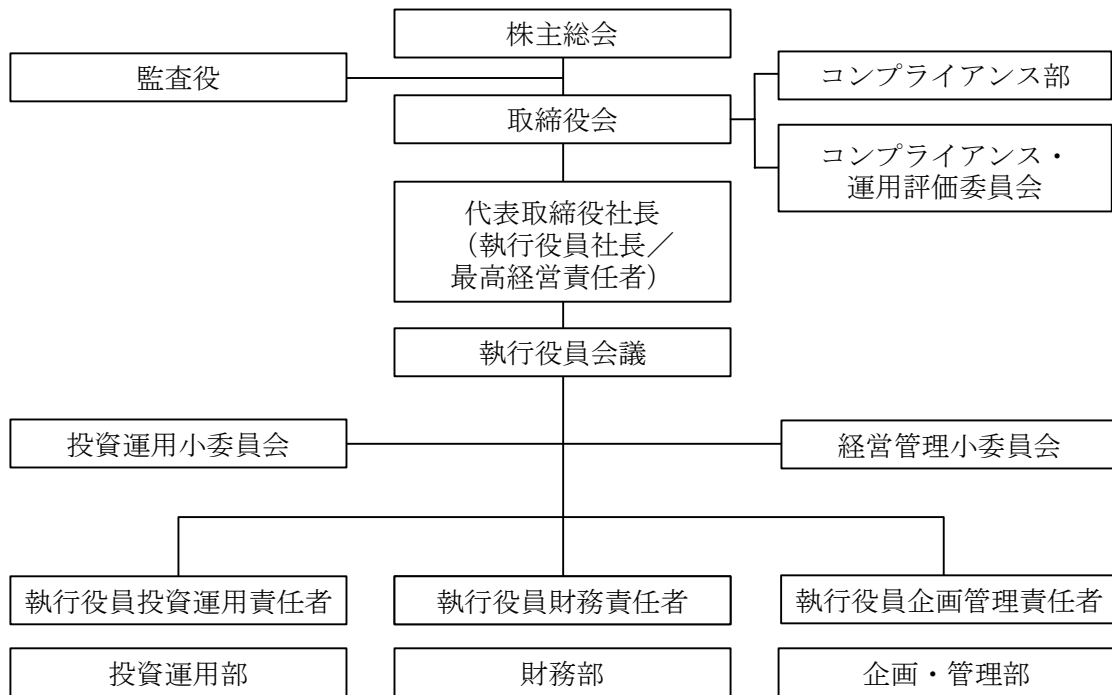 株主総会
監査役
コンプライアンス部
取締役会
コンプライアンス・
運用評価委員会
代表取締役社長
（執行役員社長／
最高経営責任者）
執行役員会議
投資運用小委員会
経営管理小委員会
執行役員投資運用責任者
執行役員財務責任者
執行役員企画管理責任者
投資運用部
財務部
企画・管理部